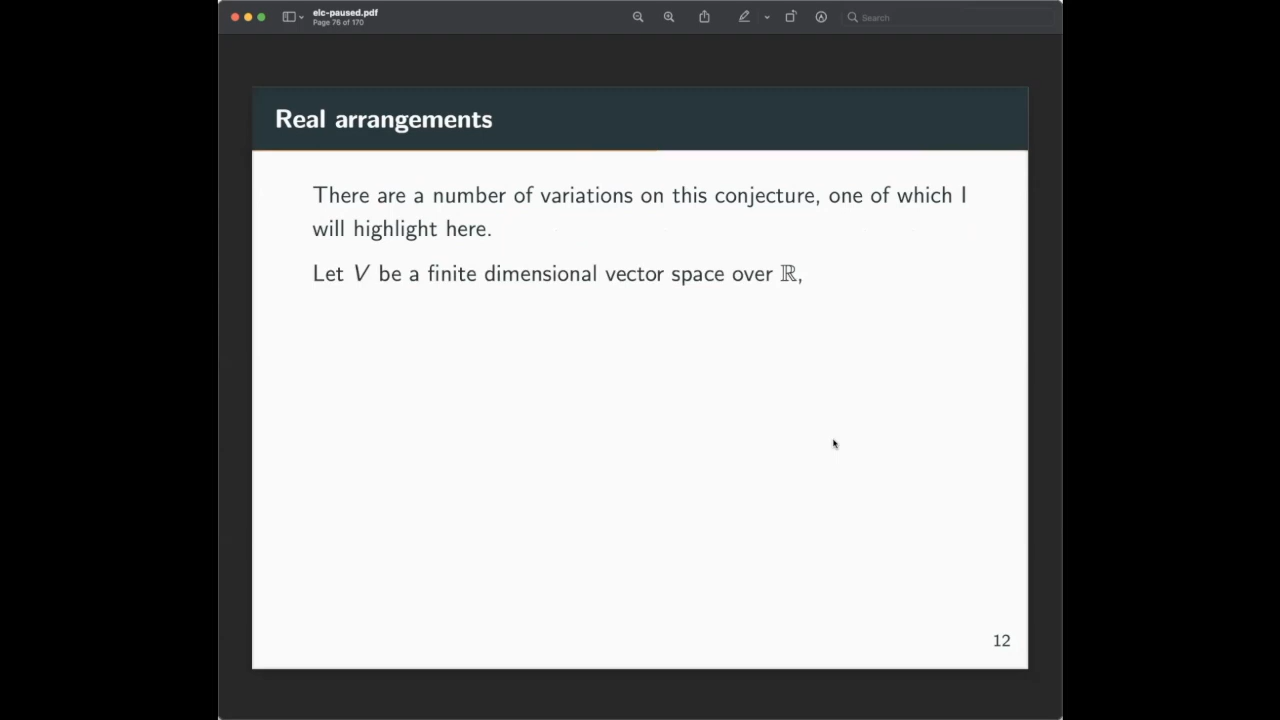 elc-paused.pdf
Page 76 of 170
Search
Real arrangements
There are a number of variations on this conjecture, one of which I
will highlight here.
Let V be a finite dimensional vector space over ℝ,
12